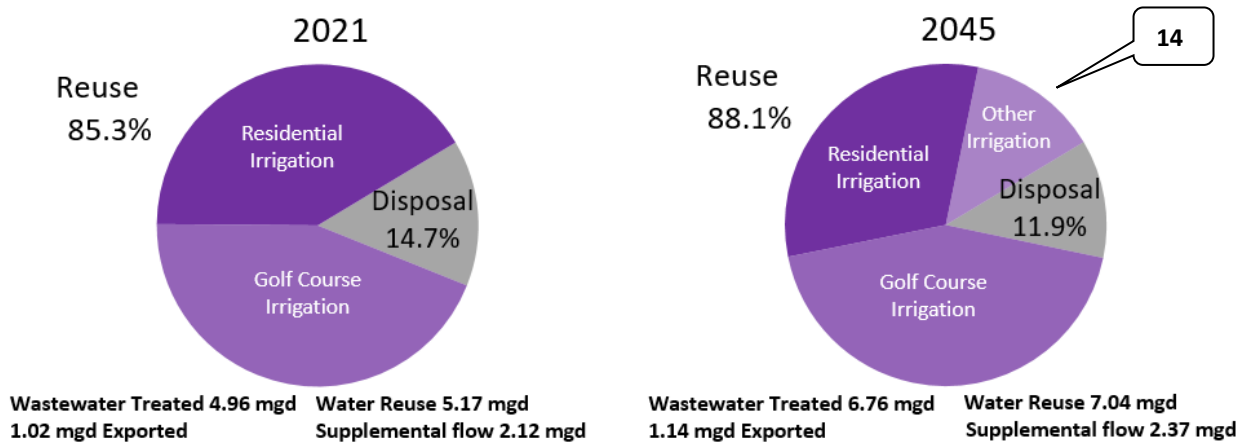 2021
Reuse
85.3%
Residential
Irrigation
Disposal
14.7%
Golf Course
Irrigation
Wastewater Treated 4.96 mgd
1.02 mgd Exported
Water Reuse 5.17 mgd
Supplemental flow 2.12 mgd
2045
14
Reuse
88.1%
Other
Irrigation
Residential
Irrigation
Disposal
11.9%
Golf Course
Irrigation
Wastewater Treated 6.76 mgd
1.14 mgd Exported
Water Reuse 7.04 mgd
Supplemental flow 2.37 mgd